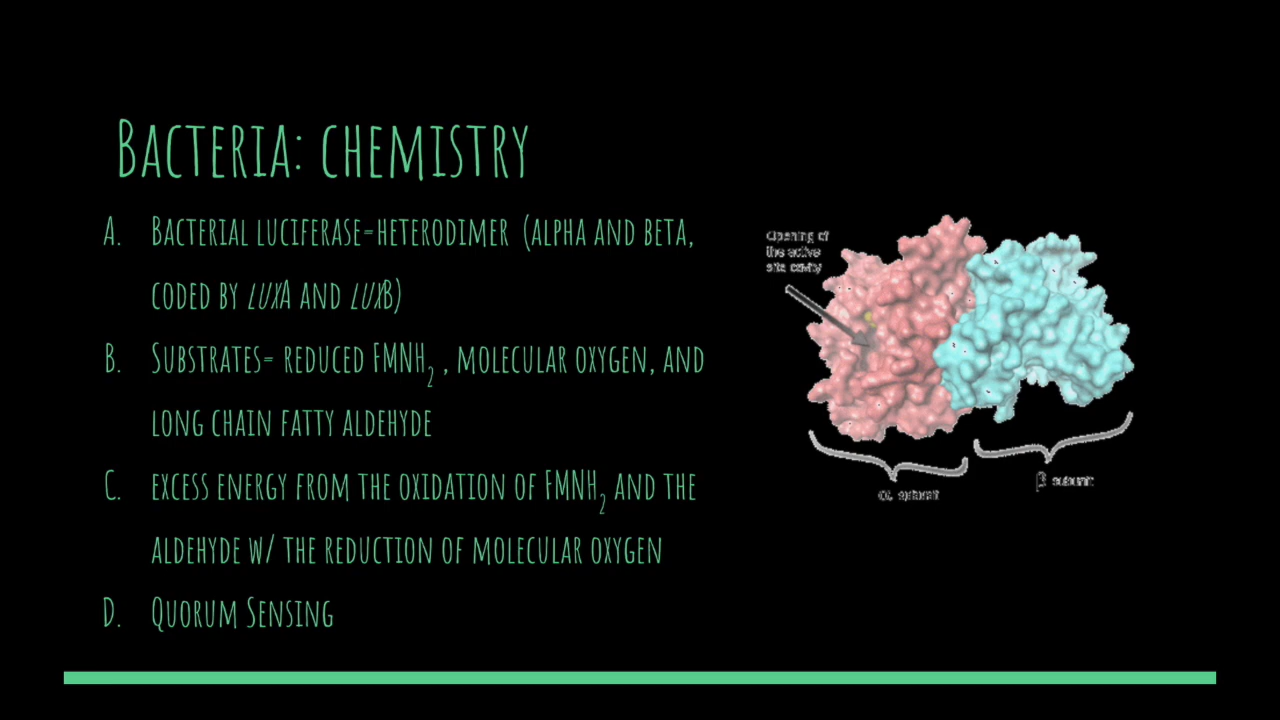 Bacteria: chemistry
A. Bacterial luciferase=heterodimer (alpha and beta,
coded by luxA and luxB)
B. Substrates= reduced FMNH₂ , molecular oxygen, and
long chain fatty aldehyde
C. excess energy from the oxidation of FMNH₂ and the
aldehyde w/ the reduction of molecular oxygen
D. Quorum Sensing
Opening of
the active
site cavity
α subunit
β subunit